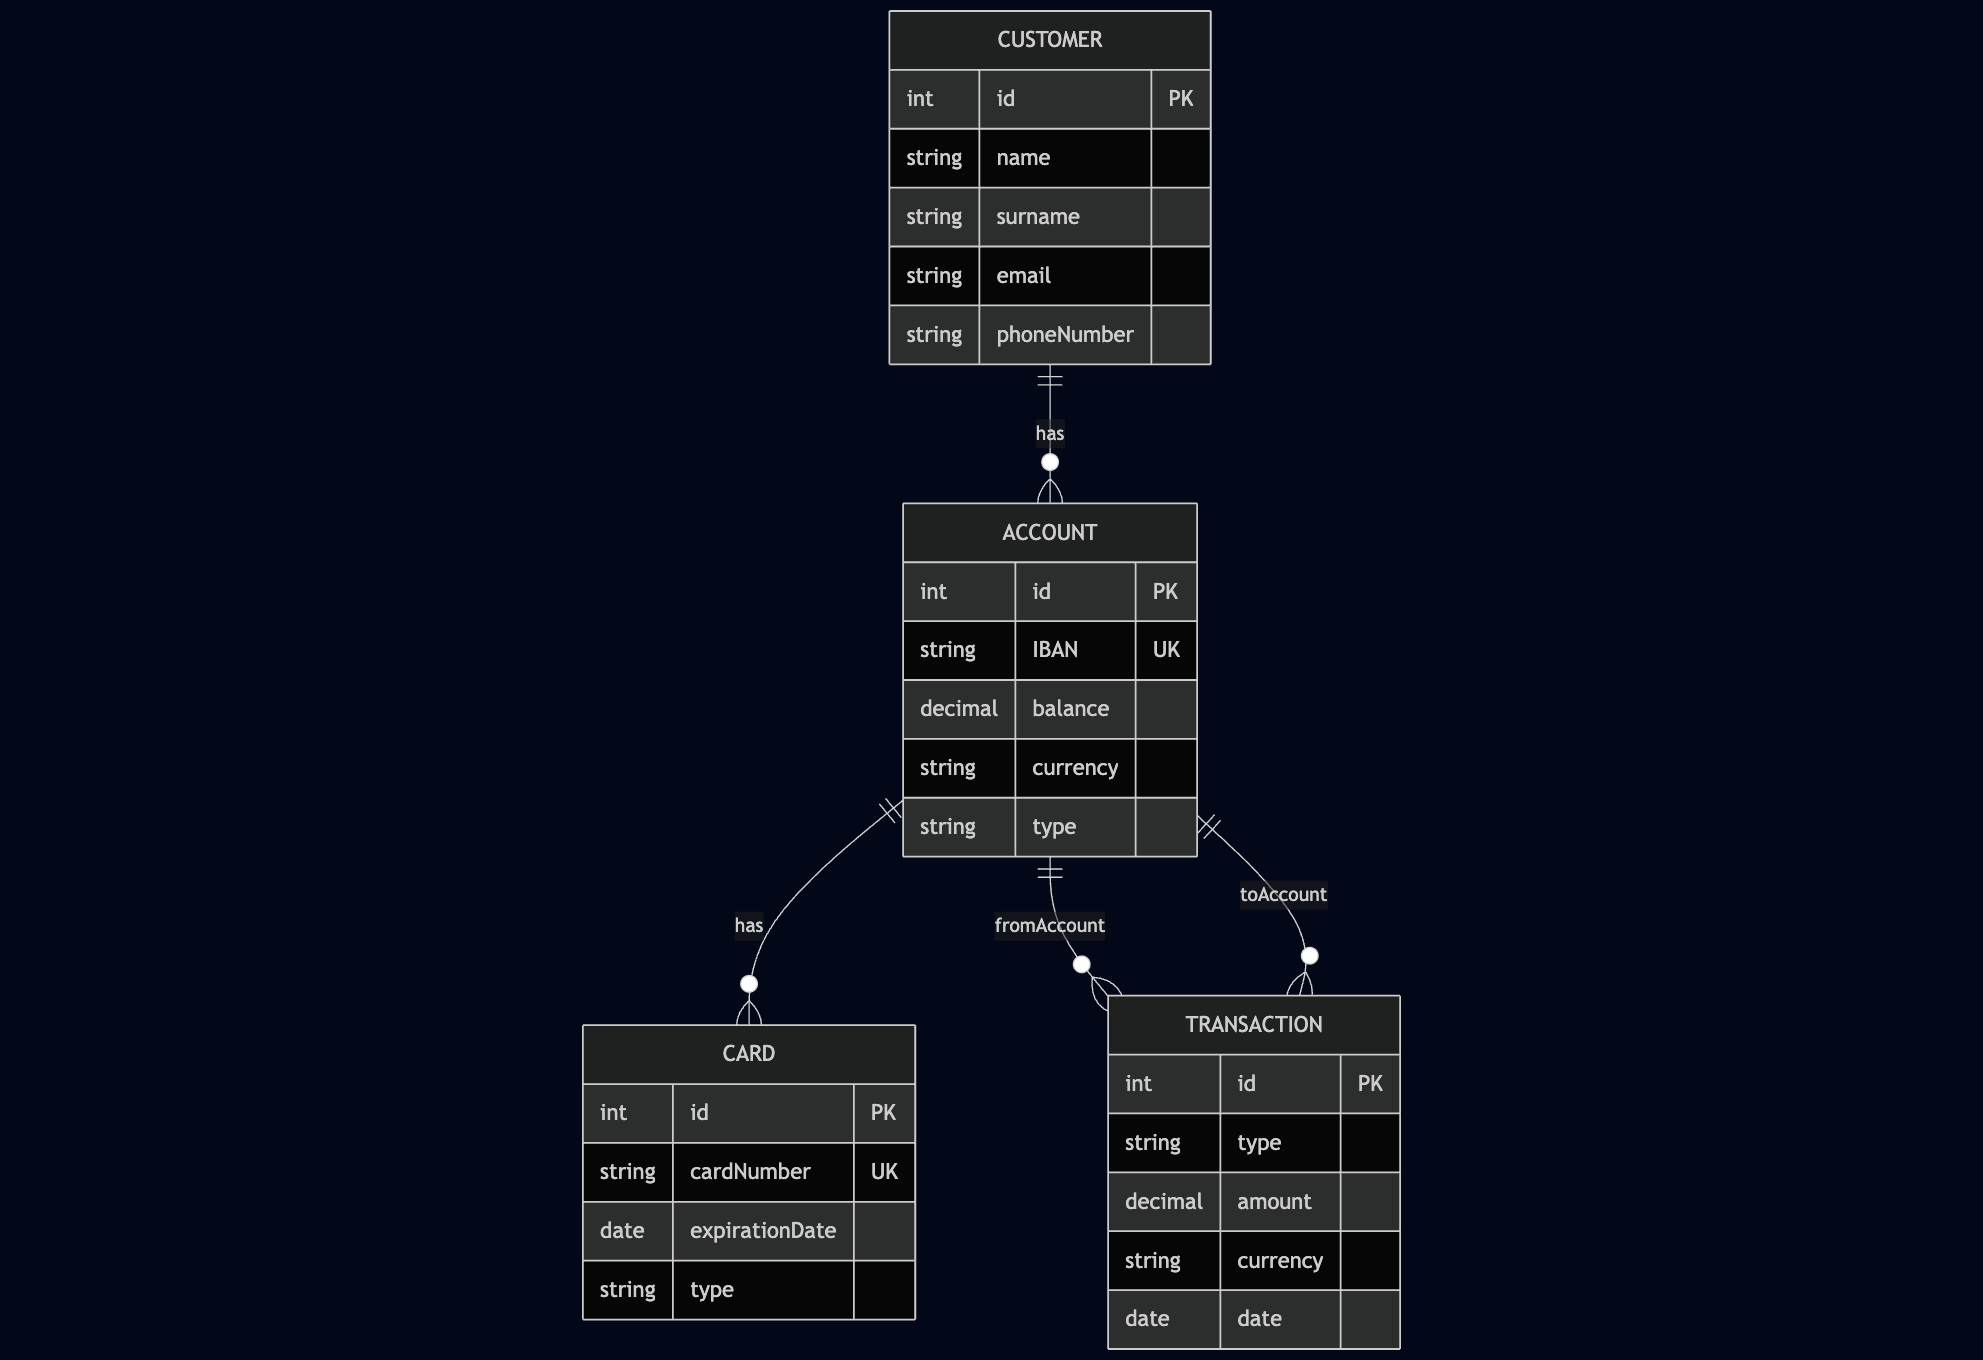 CUSTOMER
int id PK
string name
string surname
string email
string phoneNumber
has
ACCOUNT
int id PK
string IBAN UK
decimal balance
string currency
string type
has
fromAccount
toAccount
CARD
int id PK
string cardNumber UK
date expirationDate
string type
TRANSACTION
int id PK
string type
decimal amount
string currency
date date